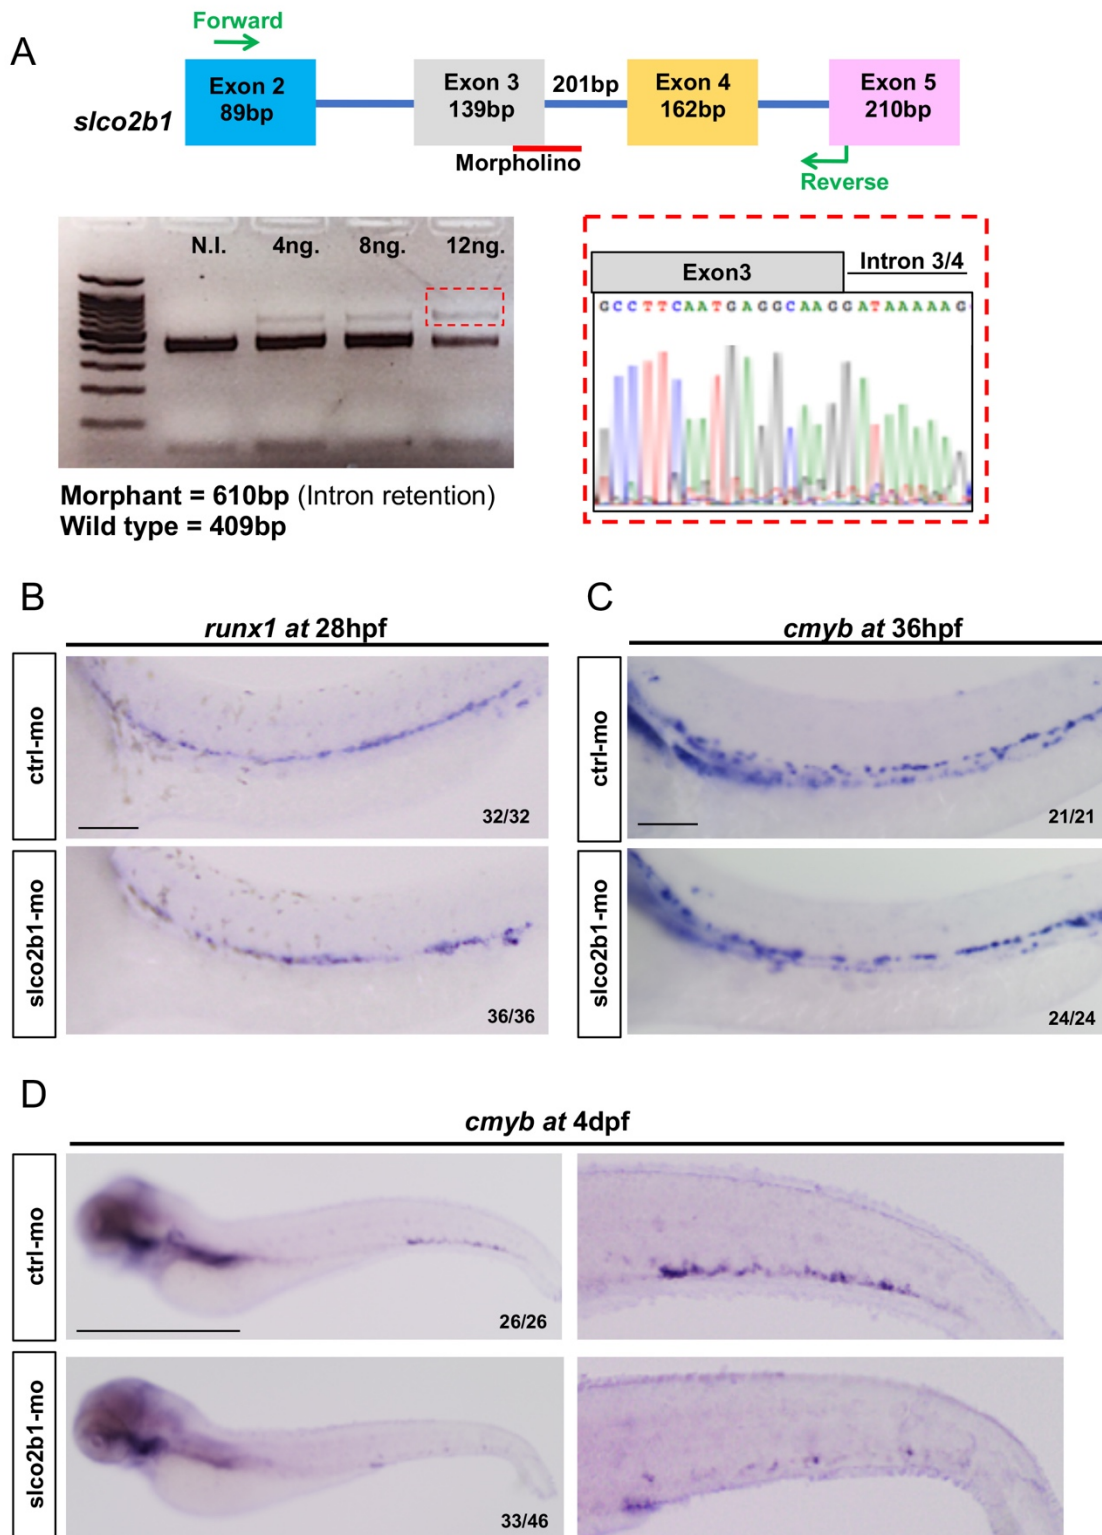 A
Forward
slco2b1
Exon 2
89bp
Exon 3
139bp
201bp
Exon 4
162bp
Exon 5
210bp
Morpholino
Reverse
N.I. 4ng. 8ng. 12ng.
Morphant = 610bp (Intron retention)
Wild type = 409bp
Exon3
Intron 3/4
GCCTTCAATGAGGCAAGGATAAAAAG
B
runx1 at 28hpf
ctrl-mo
32/32
slco2b1-mo
36/36
C
cmyb at 36hpf
ctrl-mo
21/21
slco2b1-mo
24/24
D
cmyb at 4dpf
ctrl-mo
26/26
slco2b1-mo
33/46